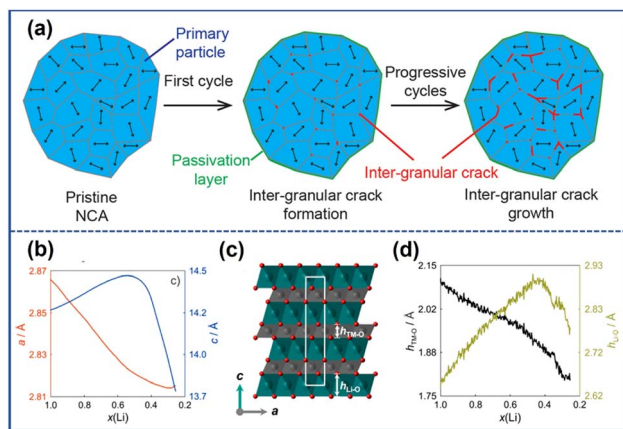 (a)
Primary
particle
First cycle
Progressive
cycles
Passivation
layer
Inter-granular crack
Pristine
NCA
Inter-granular crack
formation
Inter-granular crack
growth
(b)
(c)
(d)
2.87
2.85
2.83
2.81
a / Å
c)
14.5
14.2
14.0
13.7
c / Å
1.0 0.8 0.6 0.4 0.2
x(Li)
hTM-O
hLi-O
c
a
2.15
2.02
1.88
1.75
hTM-O / Å
2.93
2.83
2.72
2.62
hLi-O / Å
1.0 0.8 0.6 0.4 0.2
x(Li)